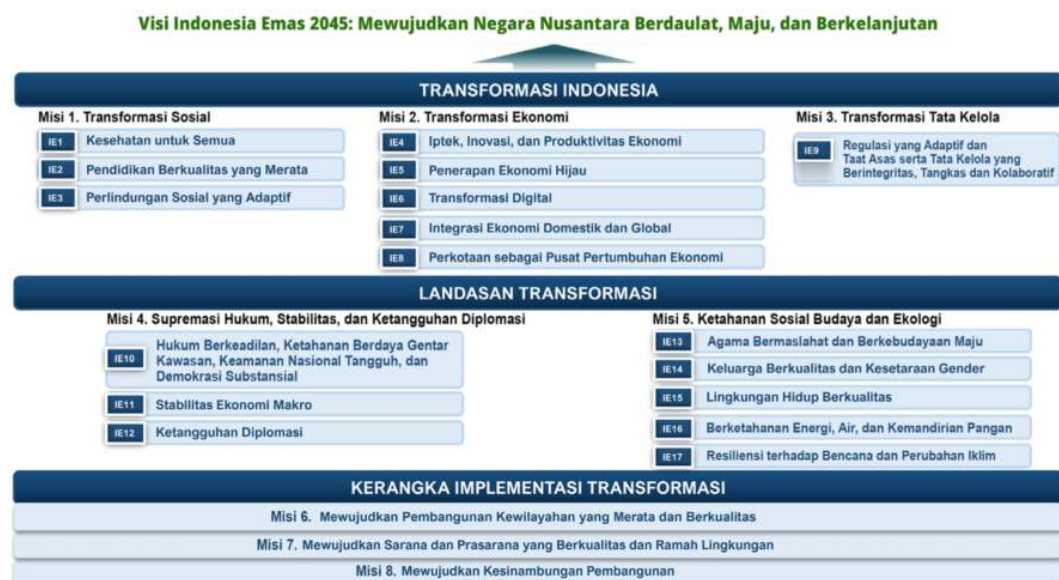 Visi Indonesia Emas 2045: Mewujudkan Negara Nusantara Berdaulat, Maju, dan Berkelanjutan
TRANSFORMASI INDONESIA
Misi 1. Transformasi Sosial
IE1 Kesehatan untuk Semua
IE2 Pendidikan Berkualitas yang Merata
IE3 Perlindungan Sosial yang Adaptif
Misi 2. Transformasi Ekonomi
IE4 Iptek, Inovasi, dan Produktivitas Ekonomi
IE5 Penerapan Ekonomi Hijau
IE6 Transformasi Digital
IE7 Integrasi Ekonomi Domestik dan Global
IE8 Perkotaan sebagai Pusat Pertumbuhan Ekonomi
Misi 3. Transformasi Tata Kelola
IE9 Regulasi yang Adaptif dan
Taat Asas serta Tata Kelola yang
Berintegritas, Tangkas dan Kolaboratif
LANDASAN TRANSFORMASI
Misi 4. Supremasi Hukum, Stabilitas, dan Ketangguhan Diplomasi
IE10 Hukum Berkeadilan, Ketahanan Berdaya Gentar
Kawasan, Keamanan Nasional Tangguh, dan
Demokrasi Substansial
IE11 Stabilitas Ekonomi Makro
IE12 Ketangguhan Diplomasi
Misi 5. Ketahanan Sosial Budaya dan Ekologi
IE13 Agama Bermaslahat dan Berkebudayaan Maju
IE14 Keluarga Berkualitas dan Kesetaraan Gender
IE15 Lingkungan Hidup Berkualitas
IE16 Berketahanan Energi, Air, dan Kemandirian Pangan
IE17 Resiliensi terhadap Bencana dan Perubahan Iklim
KERANGKA IMPLEMENTASI TRANSFORMASI
Misi 6. Mewujudkan Pembangunan Kewilayahan yang Merata dan Berkualitas
Misi 7. Mewujudkan Sarana dan Prasarana yang Berkualitas dan Ramah Lingkungan
Misi 8. Mewujudkan Kesinambungan Pembangunan